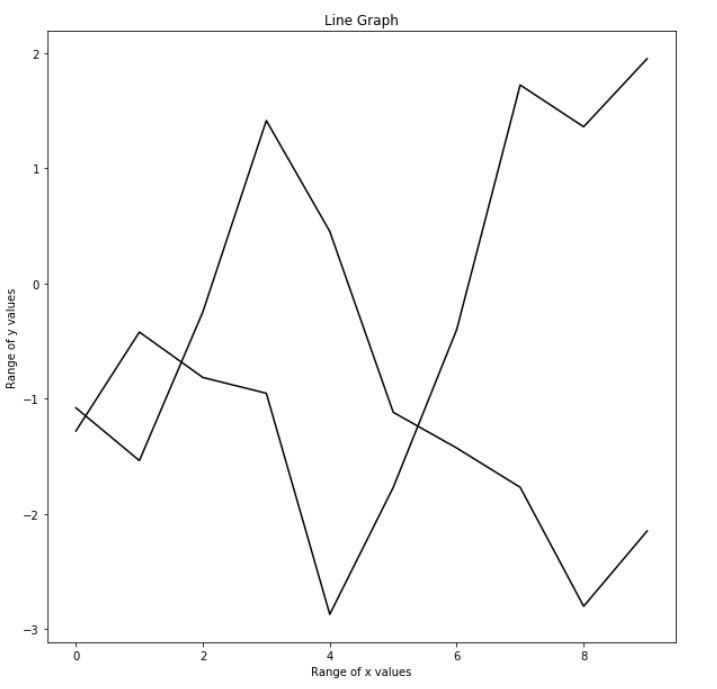 Line Graph
Range of y values
2
1
0
−1
−2
−3
0 2 4 6 8
Range of x values